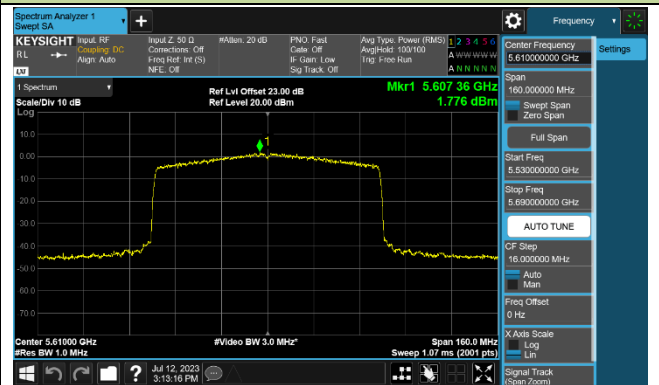 Spectrum Analyzer 1
Swept SA
+
Frequency
KEYSIGHT
RL
LXI
Input: RF
Coupling: DC
Align: Auto
Input Z: 50 Ω
Corrections: Off
Freq Ref: Int (S)
NFE: Off
#Atten: 20 dB
PNO: Fast
Gate: Off
IF Gain: Low
Sig Track: Off
Avg Type: Power (RMS)
Avg|Hold: 100/100
Trig: Free Run
1 2 3 4 5 6
A W W W W W
A N N N N N
1 Spectrum
Scale/Div 10 dB
Log
Ref Lvl Offset 23.00 dB
Ref Level 20.00 dBm
Mkr1 5.607 36 GHz
1.776 dBm
1
10.0
0.00
-10.0
-20.0
-30.0
-40.0
-50.0
-60.0
-70.0
Center 5.61000 GHz
#Res BW 1.0 MHz
#Video BW 3.0 MHz*
Span 160.0 MHz
Sweep 1.07 ms (2001 pts)
Center Frequency
5.610000000 GHz
Settings
Span
160.000000 MHz
Swept Span
Zero Span
Full Span
Start Freq
5.530000000 GHz
Stop Freq
5.690000000 GHz
AUTO TUNE
CF Step
16.000000 MHz
Auto
Man
Freq Offset
0 Hz
X Axis Scale
Log
Lin
Signal Track
(Span Zoom)
?
Jul 12, 2023
3:13:16 PM